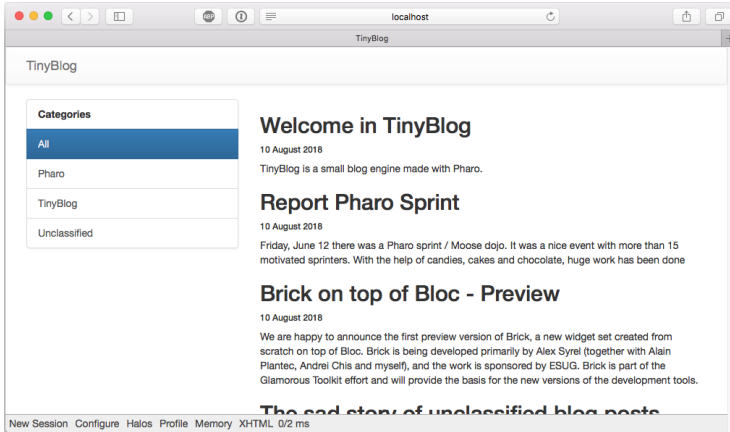 ABP
localhost
TinyBlog
TinyBlog
Categories
All
Pharo
TinyBlog
Unclassified
Welcome in TinyBlog
10 August 2018
TinyBlog is a small blog engine made with Pharo.
Report Pharo Sprint
10 August 2018
Friday, June 12 there was a Pharo sprint / Moose dojo. It was a nice event with more than 15
motivated sprinters. With the help of candies, cakes and chocolate, huge work has been done
Brick on top of Bloc - Preview
10 August 2018
We are happy to announce the first preview version of Brick, a new widget set created from
scratch on top of Bloc. Brick is being developed primarily by Alex Syrel (together with Alain
Plantec, Andrei Chis and myself), and the work is sponsored by ESUG. Brick is part of the
Glamorous Toolkit effort and will provide the basis for the new versions of the development tools.
The sad story of unclassified blog posts
New Session Configure Halos Profile Memory XHTML 0/2 ms